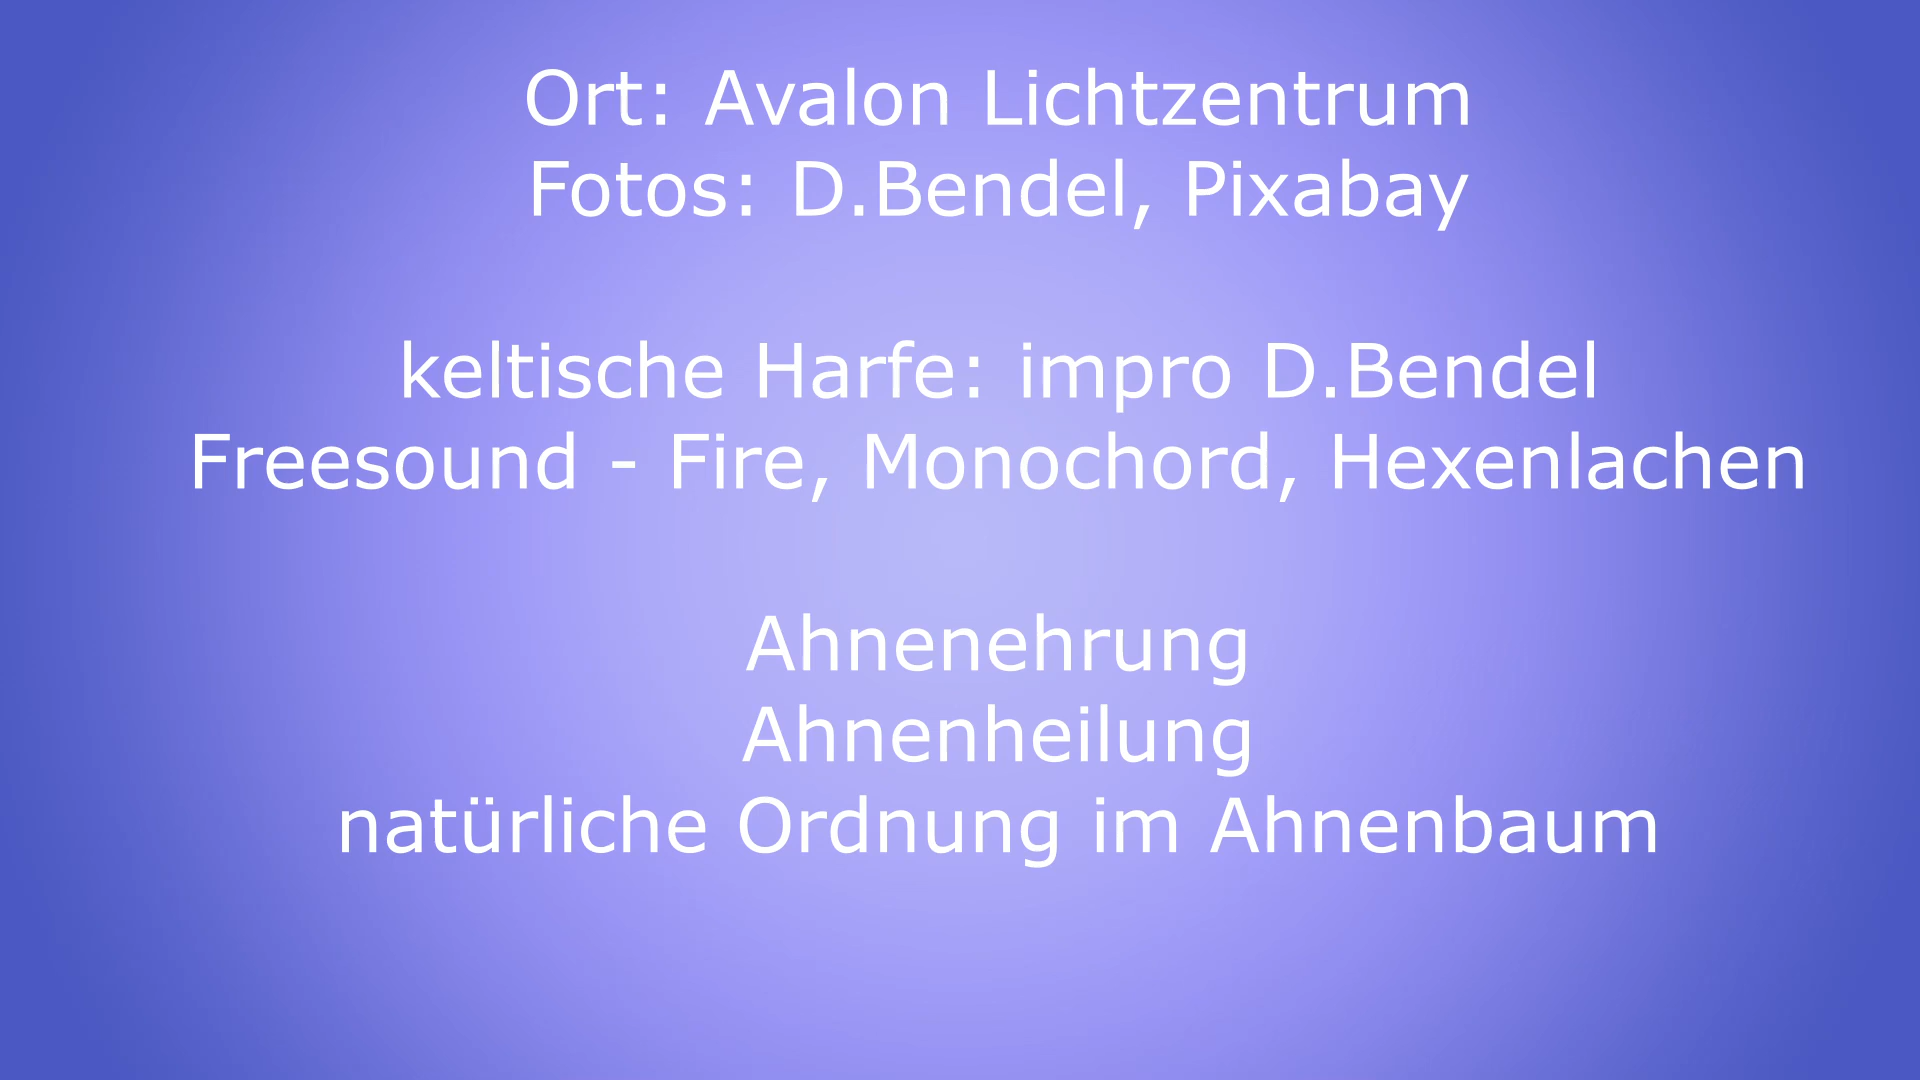 Ort: Avalon Lichtzentrum
Fotos: D.Bendel, Pixabay
keltische Harfe: impro D.Bendel
Freesound - Fire, Monochord, Hexenlachen
Ahnenehrung
Ahnenheilung
natürliche Ordnung im Ahnenbaum